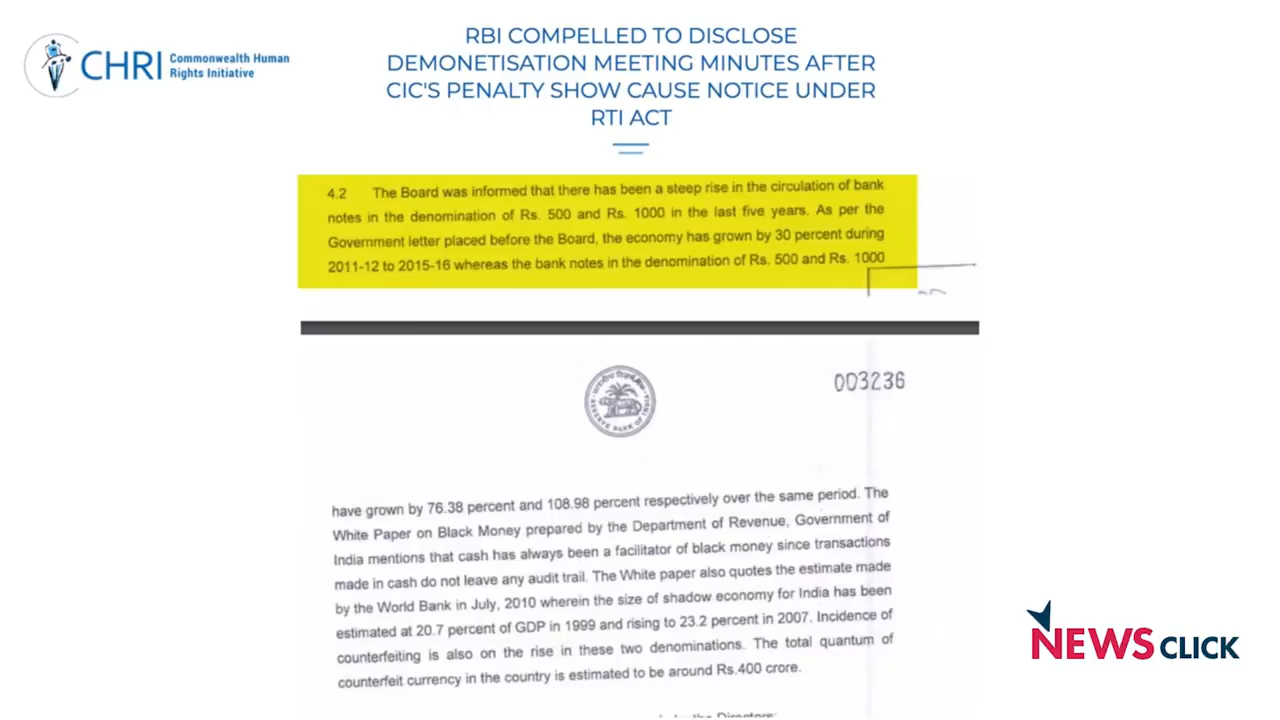 CHRI Commonwealth Human
Rights Initiative
RBI COMPELLED TO DISCLOSE
DEMONETISATION MEETING MINUTES AFTER
CIC'S PENALTY SHOW CAUSE NOTICE UNDER
RTI ACT
4.2 The Board was informed that there has been a steep rise in the circulation of bank
notes in the denomination of Rs. 500 and Rs. 1000 in the last five years. As per the
Government letter placed before the Board, the economy has grown by 30 percent during
2011-12 to 2015-16 whereas the bank notes in the denomination of Rs. 500 and Rs. 1000
RESERVE BANK OF INDIA
003236
have grown by 76.38 percent and 108.98 percent respectively over the same period. The
White Paper on Black Money prepared by the Department of Revenue, Government of
India mentions that cash has always been a facilitator of black money since transactions
made in cash do not leave any audit trail. The White paper also quotes the estimate made
by the World Bank in July, 2010 wherein the size of shadow economy for India has been
estimated at 20.7 percent of GDP in 1999 and rising to 23.2 percent in 2007. Incidence of
counterfeiting is also on the rise in these two denominations. The total quantum of
counterfeit currency in the country is estimated to be around Rs.400 crore.
by the Directors:
NEWSCLICK